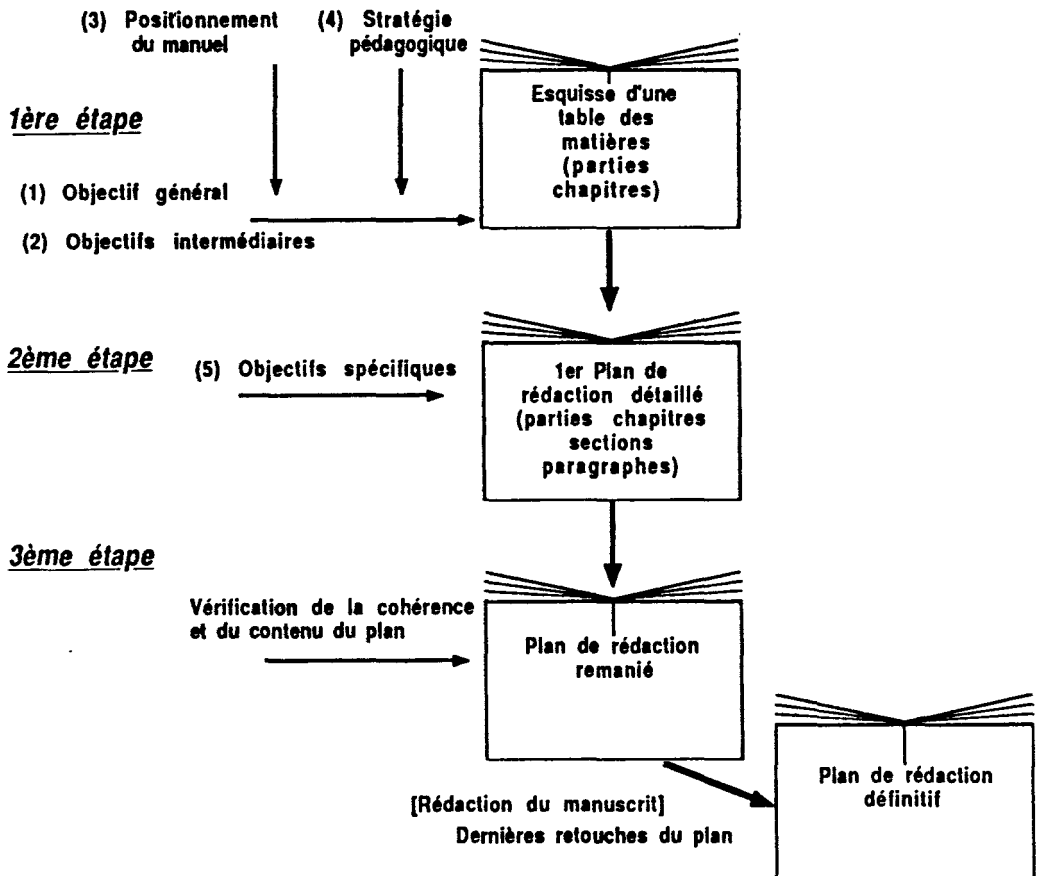 (3) Positionnement
du manuel
(4) Stratégie
pédagogique
1ère étape
Esquisse d'une
table des
matières
(parties
chapitres)
(1) Objectif général
(2) Objectifs intermédiaires
2ème étape
(5) Objectifs spécifiques
1er Plan de
rédaction détaillé
(parties chapitres
sections
paragraphes)
3ème étape
Vérification de la cohérence
et du contenu du plan
Plan de rédaction
remanié
[Rédaction du manuscrit]
Dernières retouches du plan
Plan de rédaction
définitif